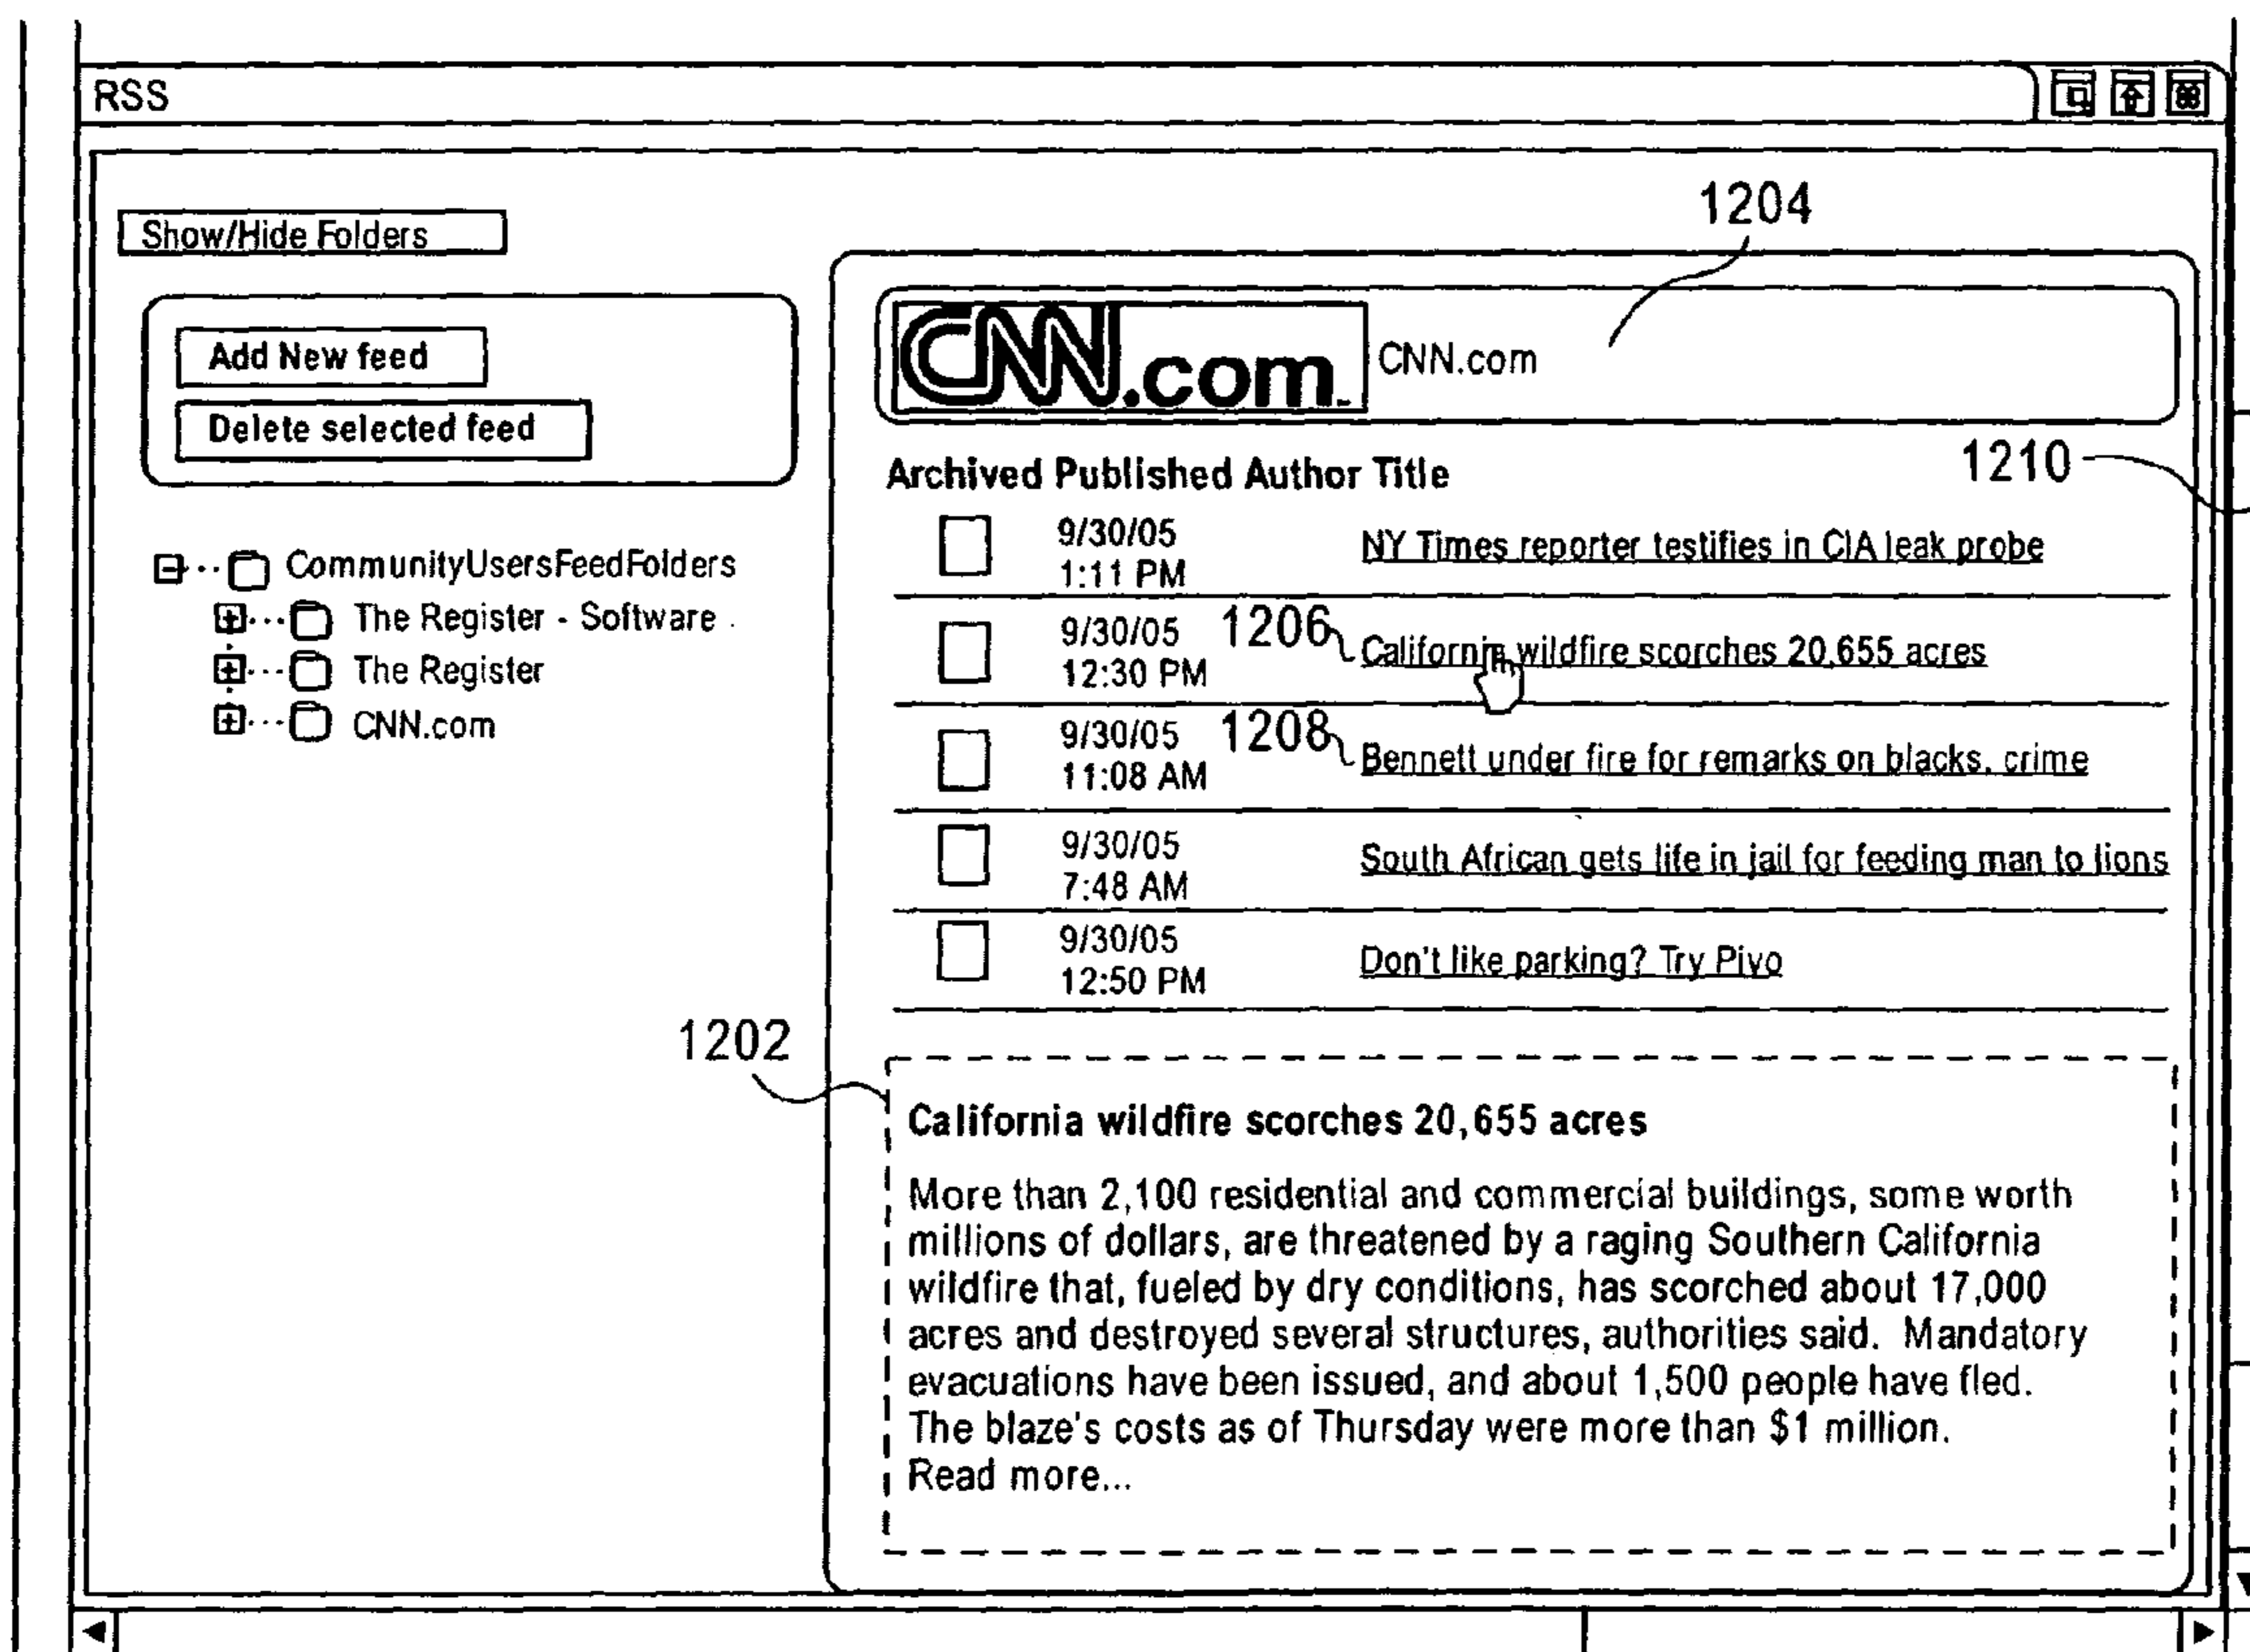 RSS
Show/Hide Folders
Add New feed
Delete selected feed
CommunityUsersFeedFolders
The Register - Software
The Register
CNN.com
1204
CNN.com CNN.com
1210
Archived Published Author Title
9/30/05
1:11 PM
NY Times reporter testifies in CIA leak probe
9/30/05
12:30 PM
1206
California wildfire scorches 20,655 acres
9/30/05
11:08 AM
1208
Bennett under fire for remarks on blacks, crime
9/30/05
7:48 AM
South African gets life in jail for feeding man to lions
9/30/05
12:50 PM
Don't like parking? Try Pivo
1202
California wildfire scorches 20,655 acres
More than 2,100 residential and commercial buildings, some worth
millions of dollars, are threatened by a raging Southern California
wildfire that, fueled by dry conditions, has scorched about 17,000
acres and destroyed several structures, authorities said. Mandatory
evacuations have been issued, and about 1,500 people have fled.
The blaze's costs as of Thursday were more than $1 million.
Read more...